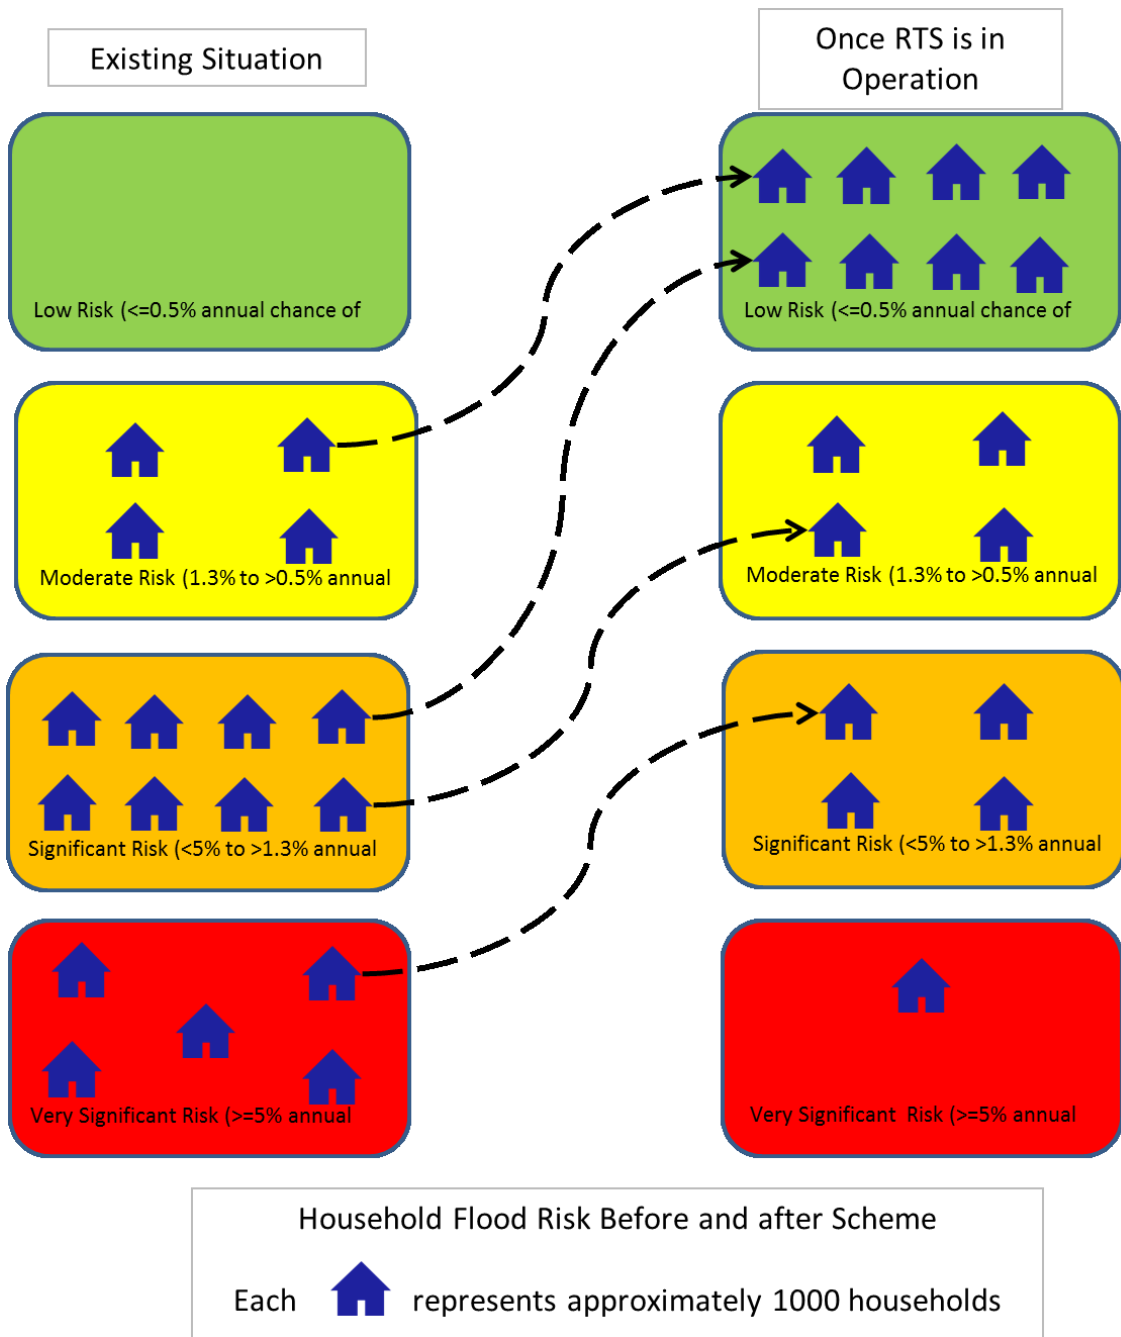 Existing Situation
Once RTS is in
Operation
Low Risk (<=0.5% annual chance of
Low Risk (<=0.5% annual chance of
Moderate Risk (1.3% to >0.5% annual
Moderate Risk (1.3% to >0.5% annual
Significant Risk (<5% to >1.3% annual
Significant Risk (<5% to >1.3% annual
Very Significant Risk (>=5% annual
Very Significant  Risk (>=5% annual
Household Flood Risk Before and after Scheme
Each represents approximately 1000 households